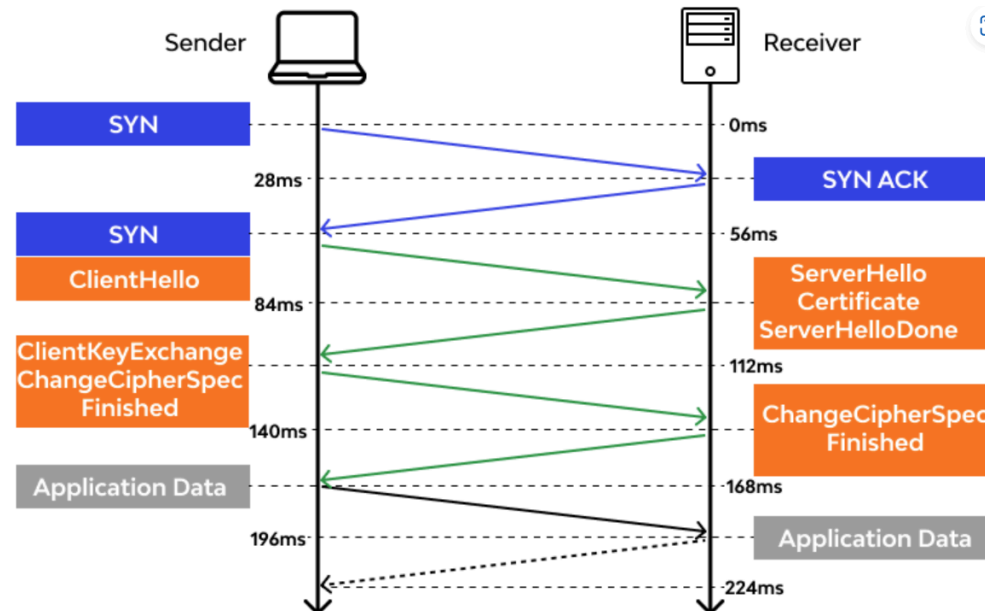 Sender
Receiver
SYN
0ms
28ms
SYN ACK
SYN
56ms
ClientHello
84ms
ServerHello
Certificate
ServerHelloDone
ClientKeyExchange
ChangeCipherSpec
Finished
112ms
140ms
ChangeCipherSpec
Finished
Application Data
168ms
196ms
Application Data
224ms